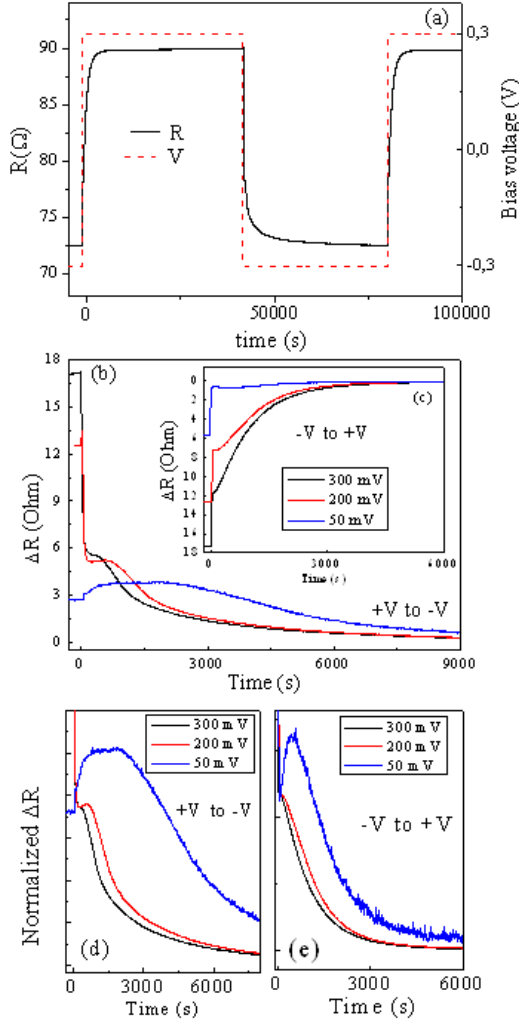 (a)
90
85
80
75
70
R(Ω)
R
V
0,3
0,0
-0,3
Bias voltage (V)
0
50000
100000
time (s)
18
15
12
9
6
3
0
ΔR (Ohm)
(b)
0
2
4
6
8
10
12
14
16
18
ΔR (Ohm)
(c)
-V to +V
300 mV
200 mV
50 mV
0
3000
6000
Time (s)
+V to -V
0
3000
6000
9000
Time (s)
Normalized ΔR
300 m V
200 m V
50 m V
+V to -V
(d)
0
3000
6000
Time (s)
300 m V
200 m V
50 m V
-V to +V
(e)
0
3000
6000
Time (s)